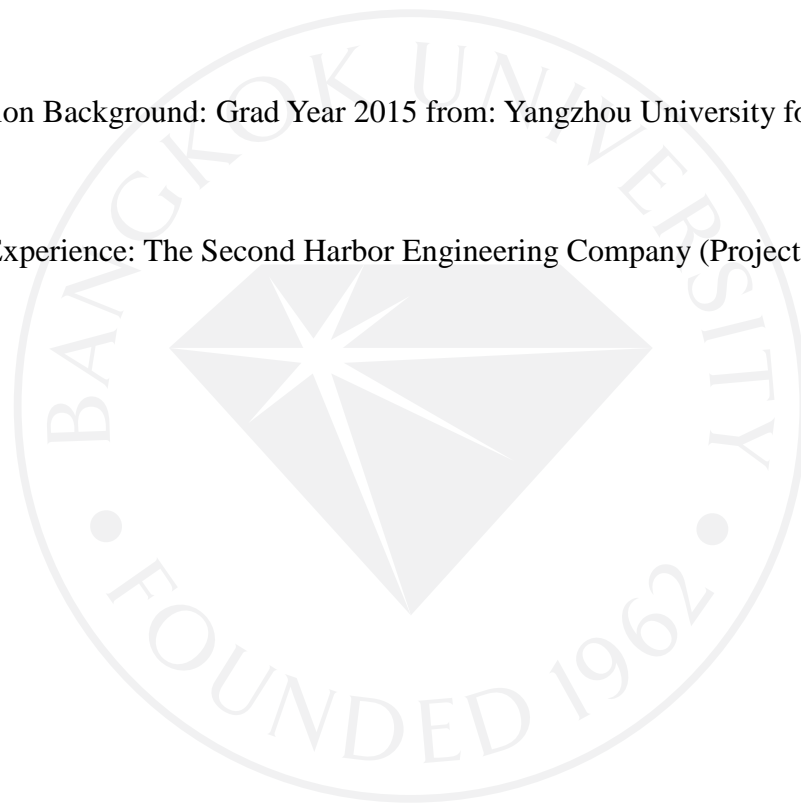 BANGKOK UNIVERSITY
ion Background: Grad Year 2015 from: Yangzhou University fo
Experience: The Second Harbor Engineering Company (Project
• FOUNDED 1962 •